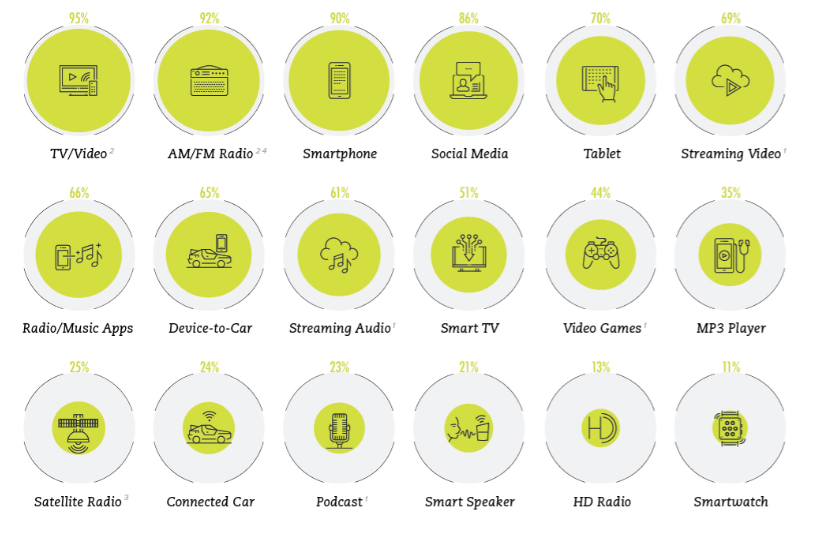 95% 92% 90% 86% 70% 69%
TV/Video 2 AM/FM Radio 2 4 Smartphone Social Media Tablet Streaming Video 1
66% 65% 61% 51% 44% 35%
Radio/Music Apps Device-to-Car Streaming Audio 1 Smart TV Video Games 1 MP3 Player
25% 24% 23% 21% 13% 11%
HD
Satellite Radio 3 Connected Car Podcast 1 Smart Speaker HD Radio Smartwatch